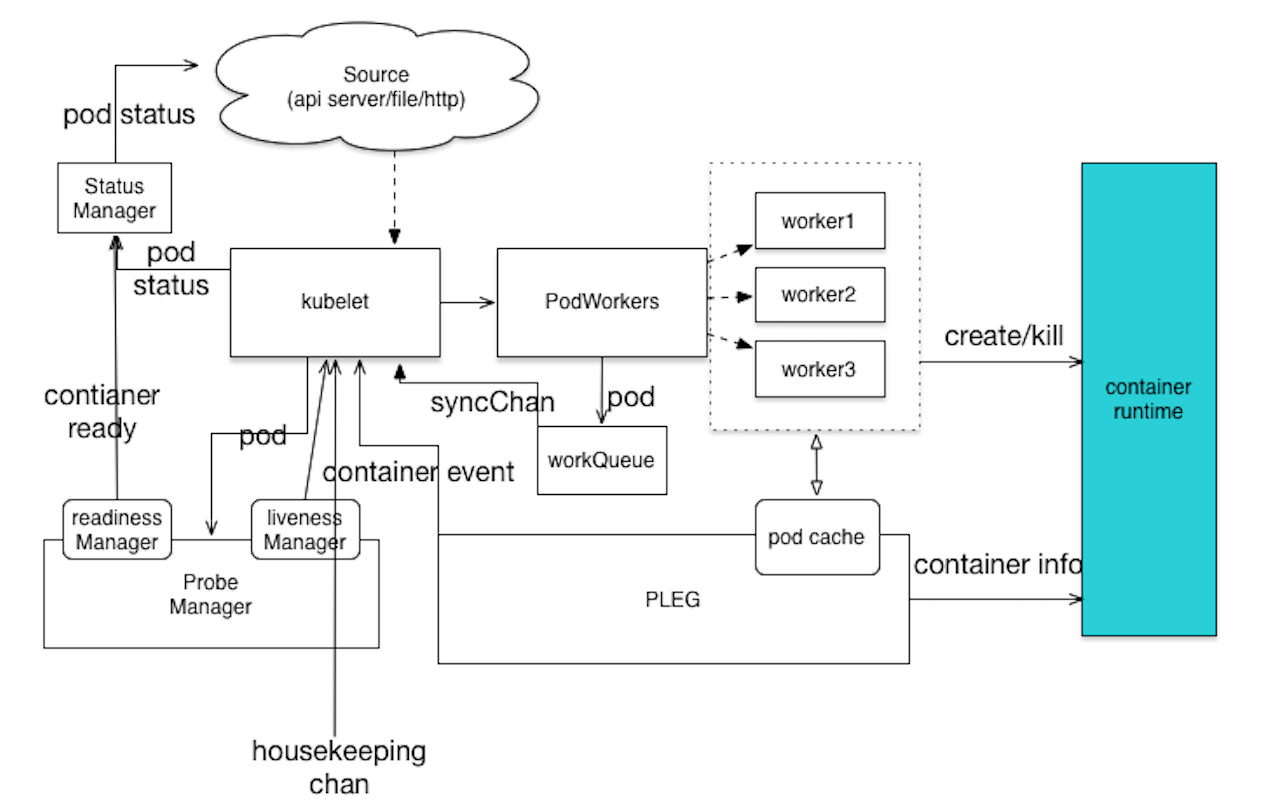 Source
(api server/file/http)
pod status
Status
Manager
pod
status
kubelet
PodWorkers
worker1
worker2
worker3
create/kill
container
runtime
contianer
ready
syncChan
pod
pod
workQueue
container event
readiness
Manager
liveness
Manager
pod cache
container info
Probe
Manager
PLEG
housekeeping
chan